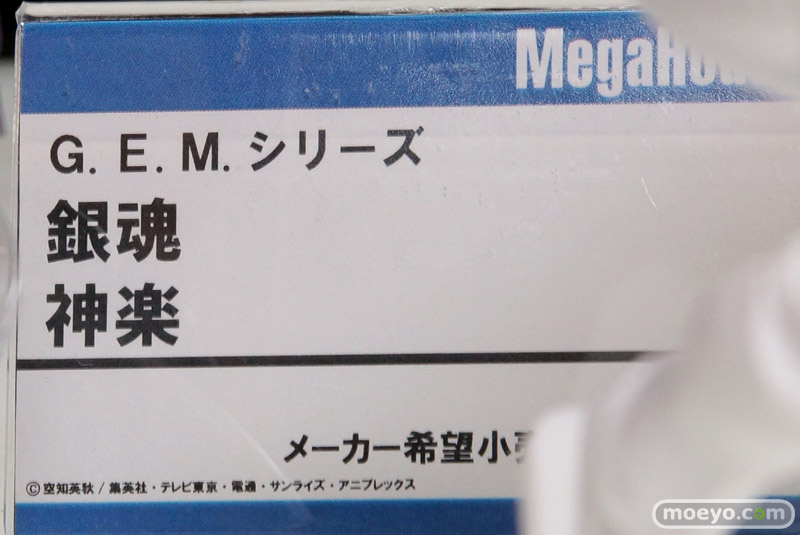 MegaHou
G. E. M. シリーズ
銀魂
神楽
メーカー希望小売
©空知英秋 / 集英社・テレビ東京・電通・サンライズ・アニプレックス
moeyo.com